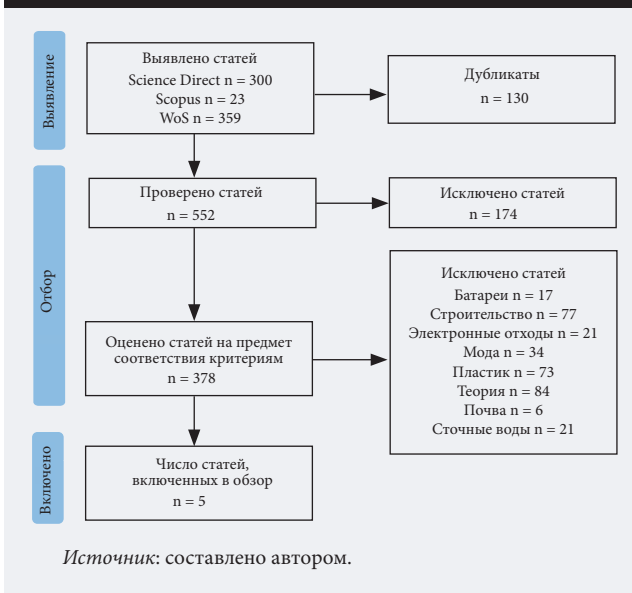 Выявление
Выявлено статей
Science Direct n = 300
Scopus n = 23
WoS n = 359
Дубликаты
n = 130
Отбор
Проверено статей
n = 552
Исключено статей
n = 174
Оценено статей на предмет
соответствия критериям
n = 378
Исключено статей
Батареи n = 17
Строительство n = 77
Электронные отходы n = 21
Мода n = 34
Пластик n = 73
Теория n = 84
Почва n = 6
Сточные воды n = 21
Включено
Число статей,
включенных в обзор
n = 5
Источник: составлено автором.